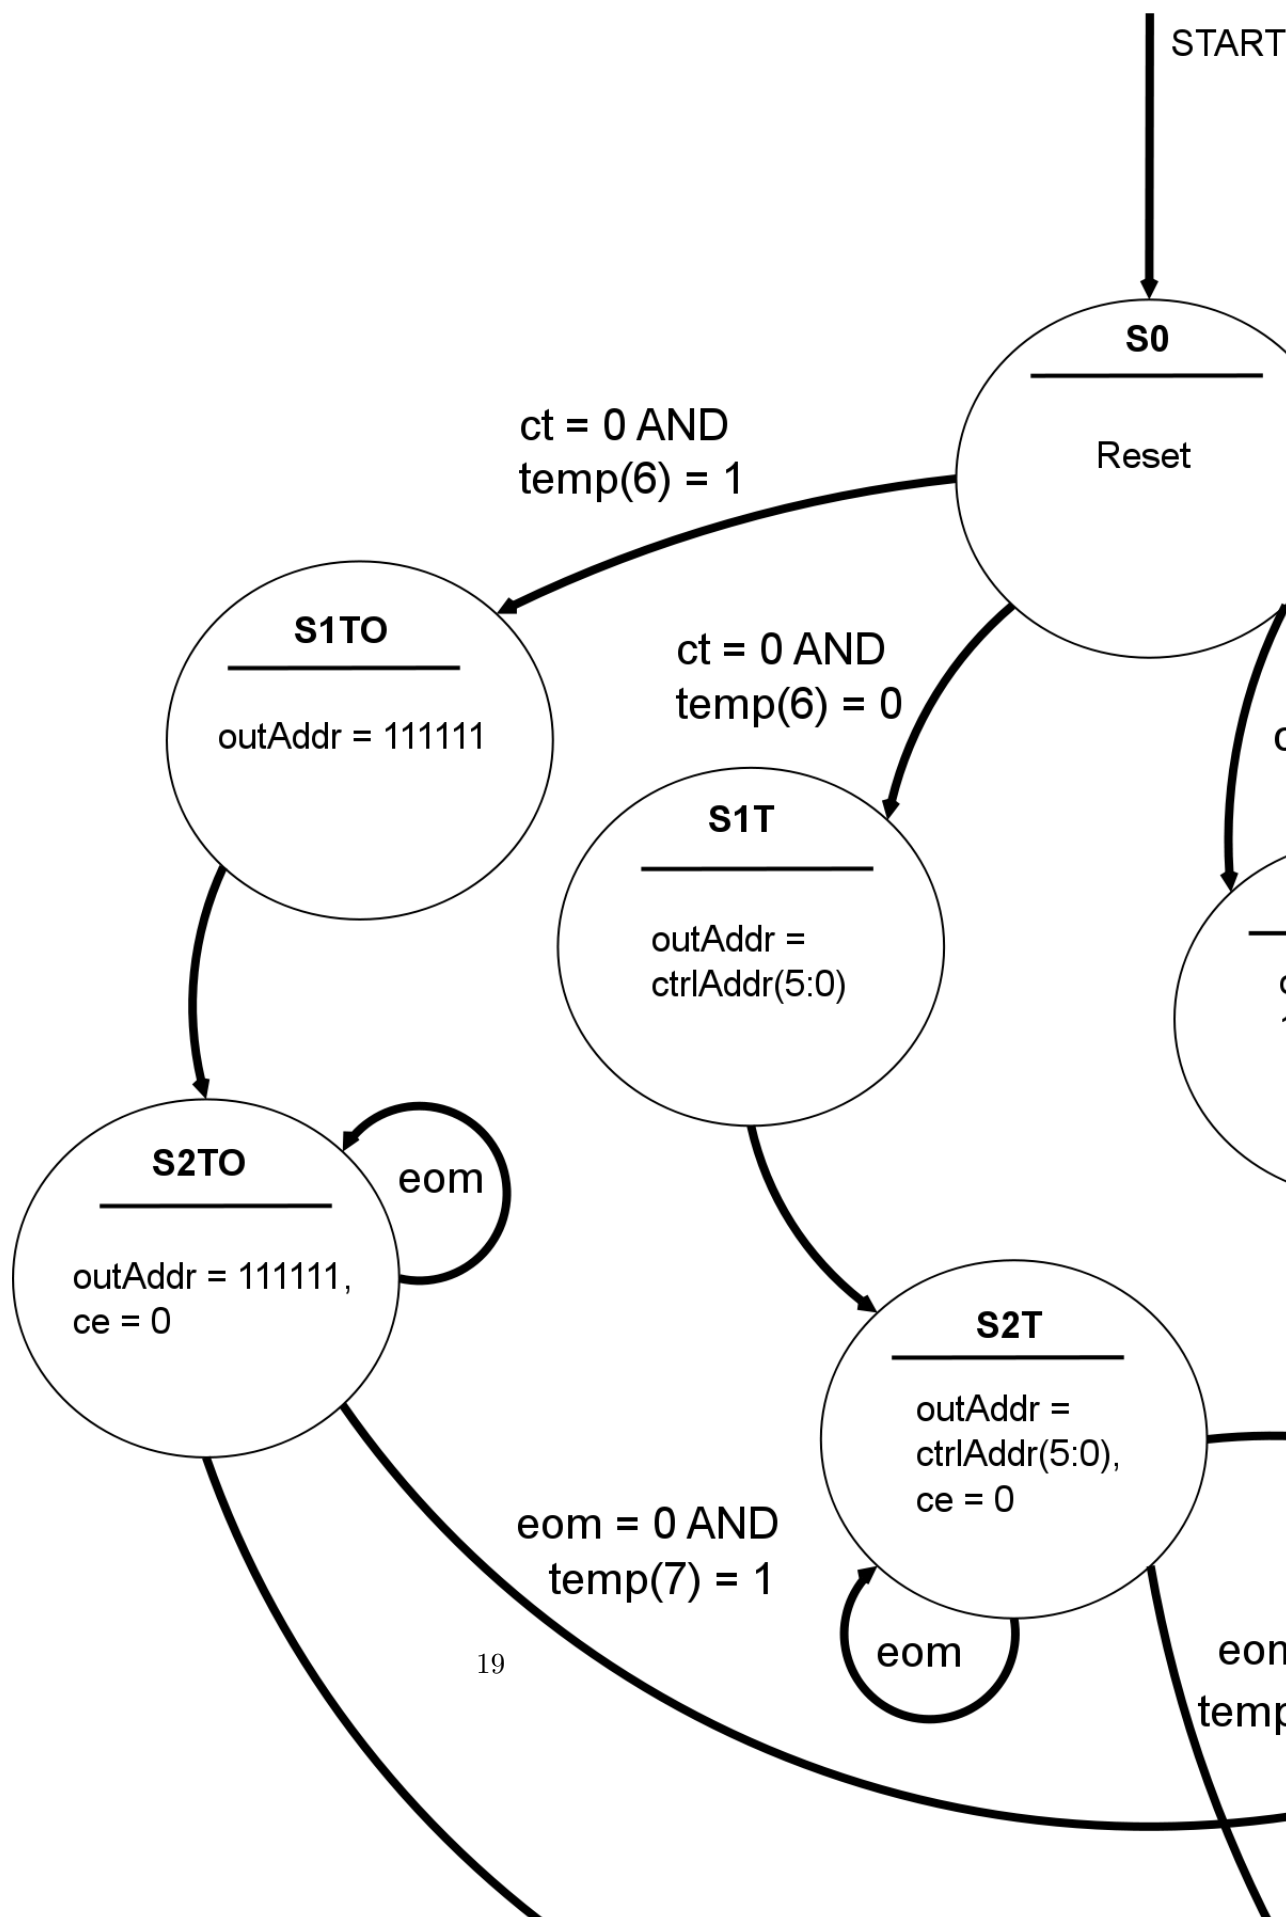 START
S0
Reset
ct = 0 AND
temp(6) = 1
S1TO
outAddr = 111111
ct = 0 AND
temp(6) = 0
S1T
outAddr =
ctrlAddr(5:0)
S2TO
outAddr = 111111,
ce = 0
eom
S2T
outAddr =
ctrlAddr(5:0),
ce = 0
eom = 0 AND
temp(7) = 1
eom
19
temp